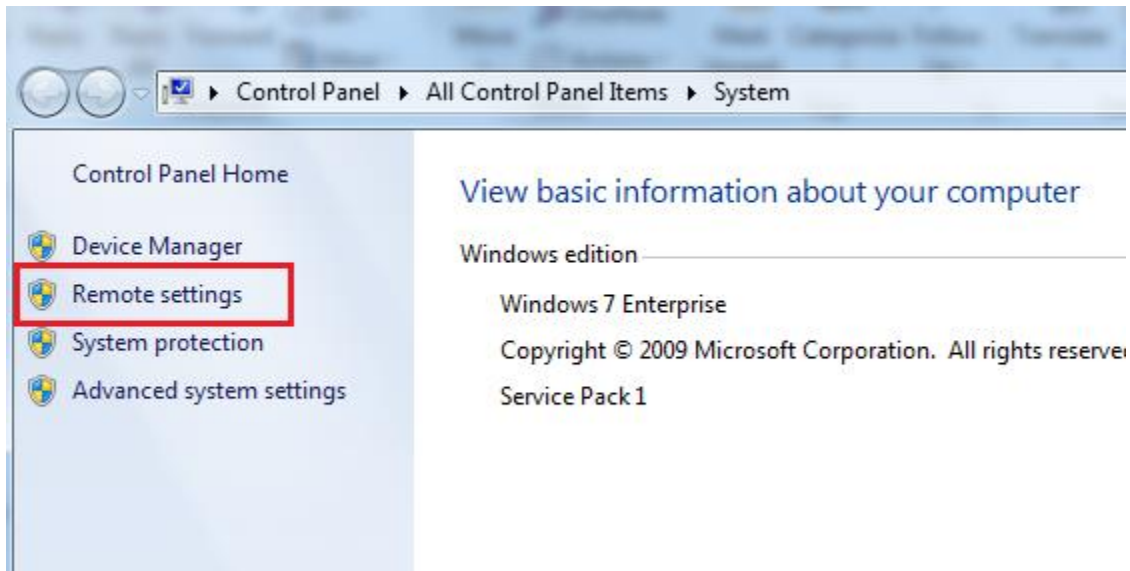 Control Panel ▸ All Control Panel Items ▸ System
Control Panel Home
Device Manager
Remote settings
System protection
Advanced system settings
View basic information about your computer
Windows edition
Windows 7 Enterprise
Copyright © 2009 Microsoft Corporation. All rights reserve
Service Pack 1